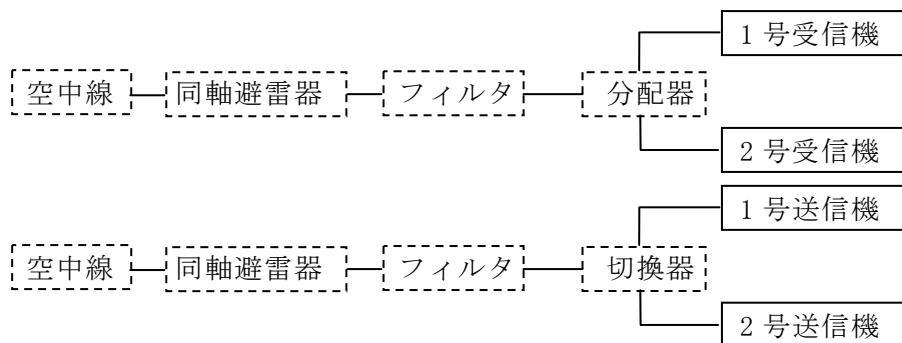 1号受信機
空中線 同軸避雷器 フィルタ 分配器
2号受信機
1号送信機
空中線 同軸避雷器 フィルタ 切換器
2号送信機